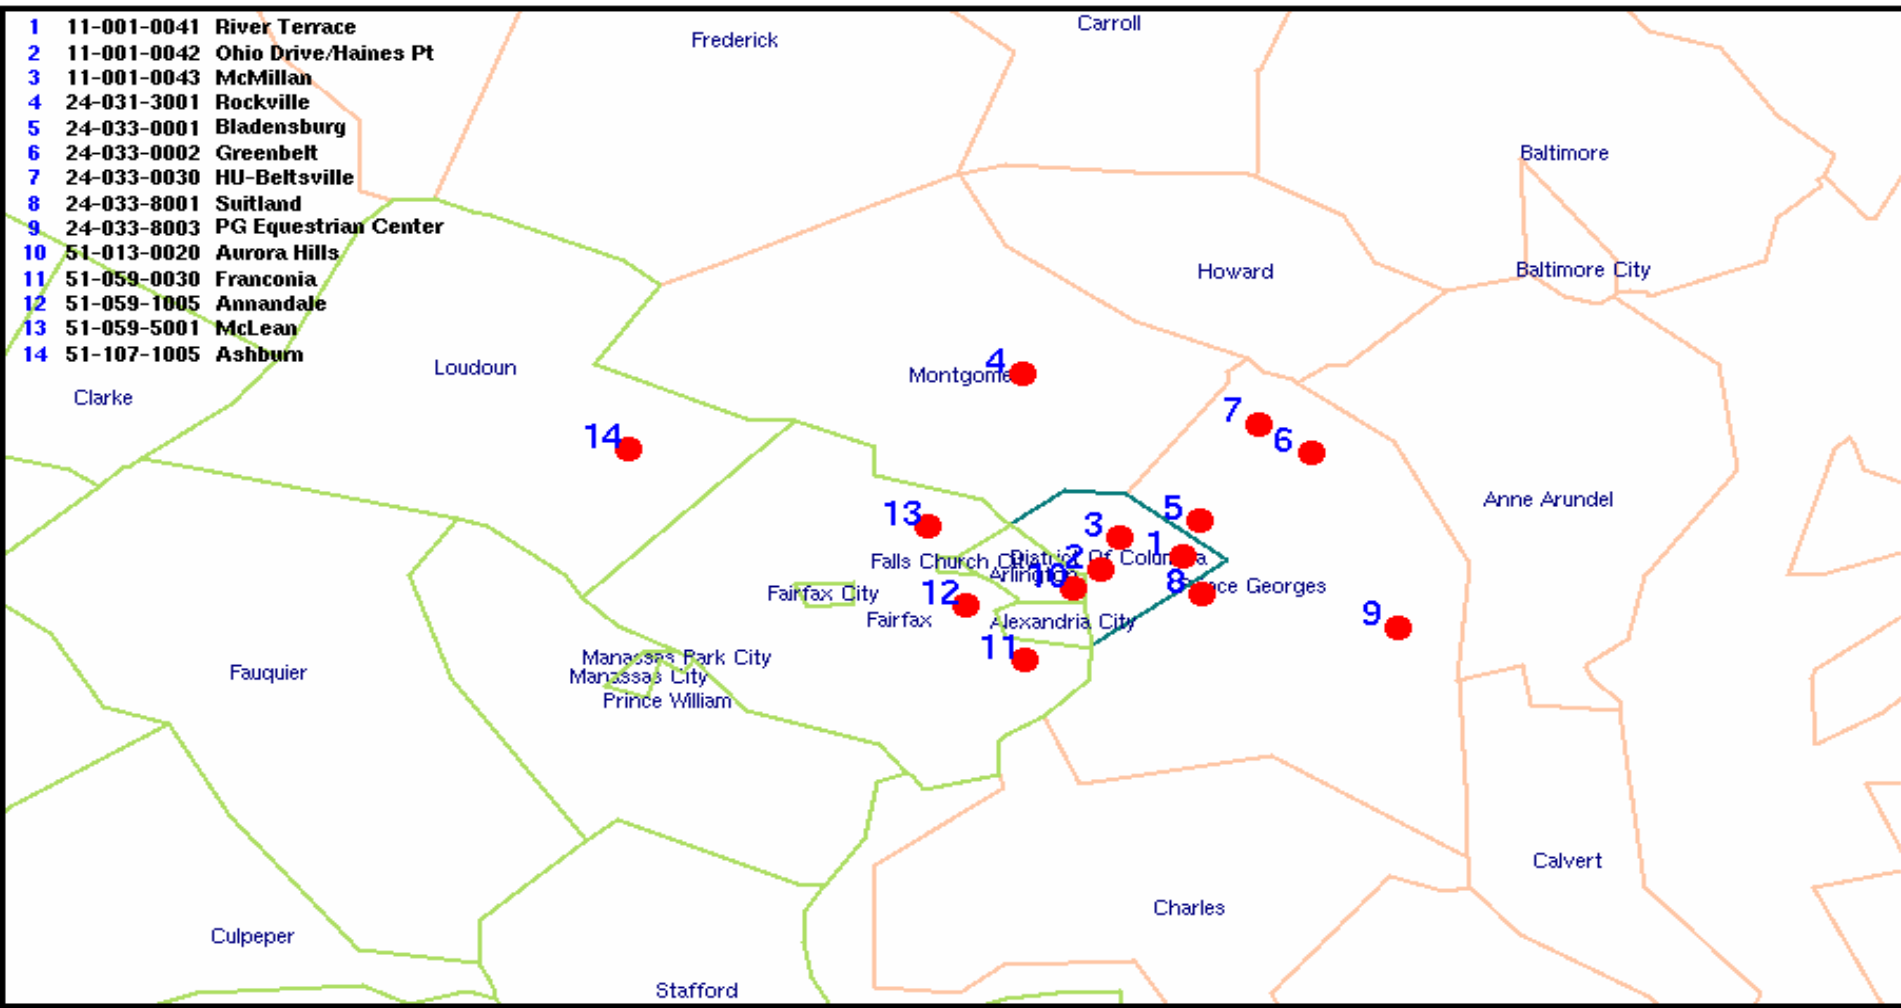 1 11-001-0041 River Terrace
2 11-001-0042 Ohio Drive/Haines Pt
3 11-001-0043 McMillan
4 24-031-3001 Rockville
5 24-033-0001 Bladensburg
6 24-033-0002 Greenbelt
7 24-033-0030 HU-Beltsville
8 24-033-8001 Suitland
9 24-033-8003 PG Equestrian Center
10 51-013-0020 Aurora Hills
11 51-059-0030 Franconia
12 51-059-1005 Annandale
13 51-059-5001 McLean
14 51-107-1005 Ashburn
Carroll
Frederick
Baltimore
Howard
Baltimore City
Loudoun
4
Montgome
Clarke
7
14
6
Anne Arundel
13
5
3
1
2
District Of Columbia
Falls Church City
Arlington
10
8
Prince Georges
12
Fairfax City
9
Fairfax
Alexandria City
11
Manassas Park City
Fauquier
Manassas City
Prince William
Calvert
Charles
Culpeper
Stafford